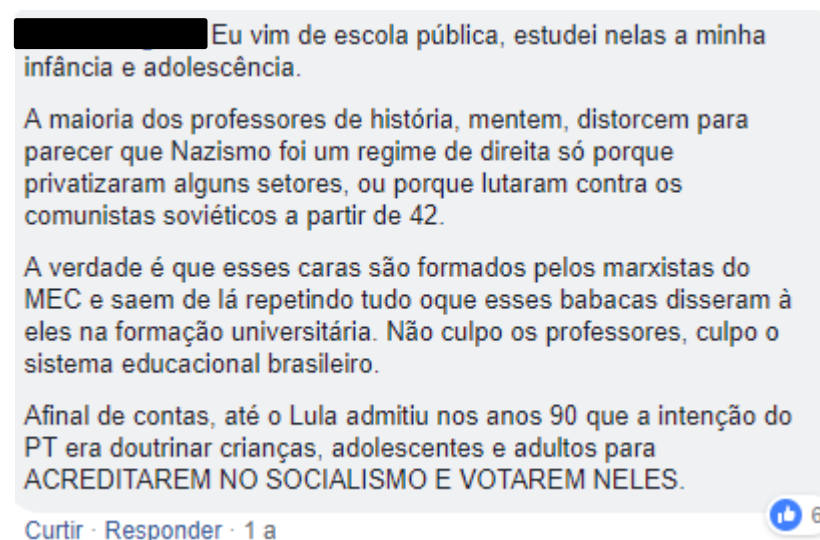 Eu vim de escola pública, estudei nelas a minha
infância e adolescência.
A maioria dos professores de história, mentem, distorcem para
parecer que Nazismo foi um regime de direita só porque
privatizaram alguns setores, ou porque lutaram contra os
comunistas soviéticos a partir de 42.
A verdade é que esses caras são formados pelos marxistas do
MEC e saem de lá repetindo tudo oque esses babacas disseram à
eles na formação universitária. Não culpo os professores, culpo o
sistema educacional brasileiro.
Afinal de contas, até o Lula admitiu nos anos 90 que a intenção do
PT era doutrinar crianças, adolescentes e adultos para
ACREDITAREM NO SOCIALISMO E VOTAREM NELES.
Curtir · Responder · 1 a
6